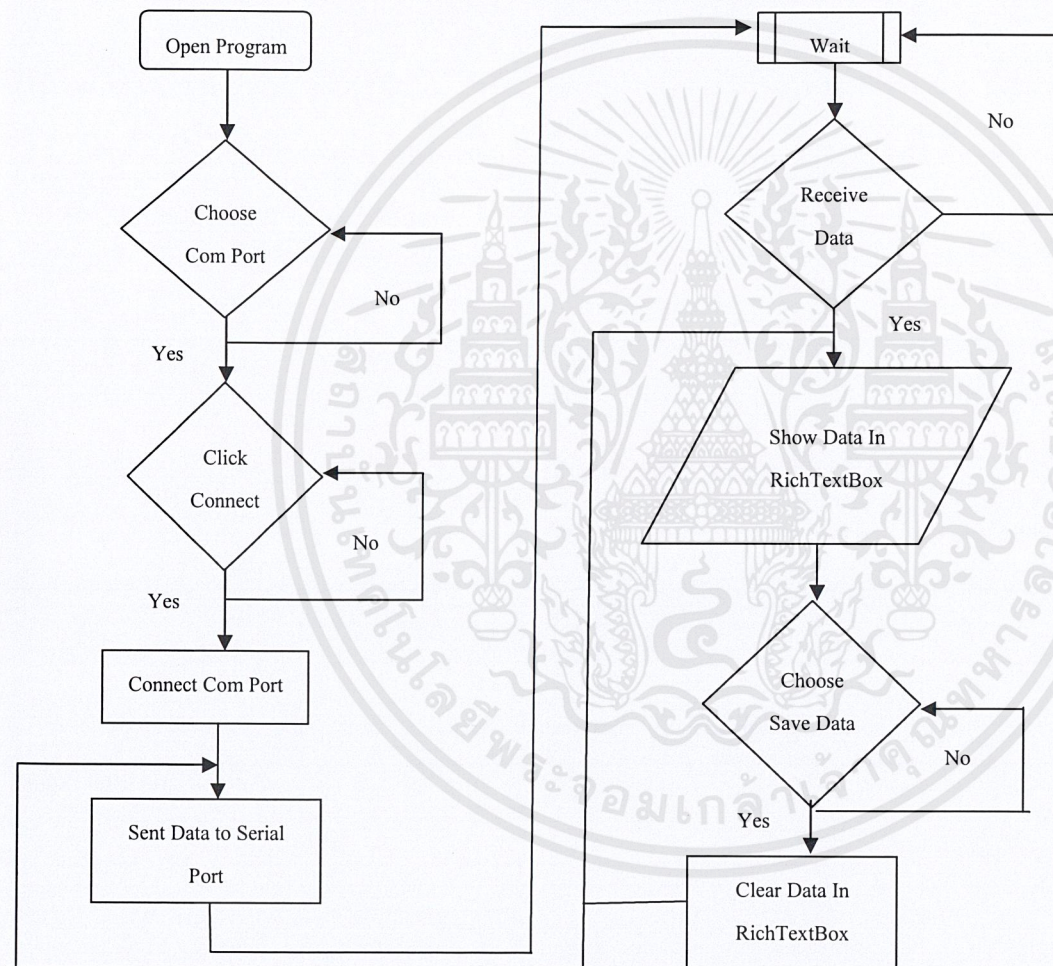 Open Program
Choose
Com Port
No
Yes
Click
Connect
No
Yes
Connect Com Port
Sent Data to Serial
Port
Wait
No
Receive
Data
Yes
Show Data In
RichTextBox
Choose
Save Data
No
Yes
Clear Data In
RichTextBox